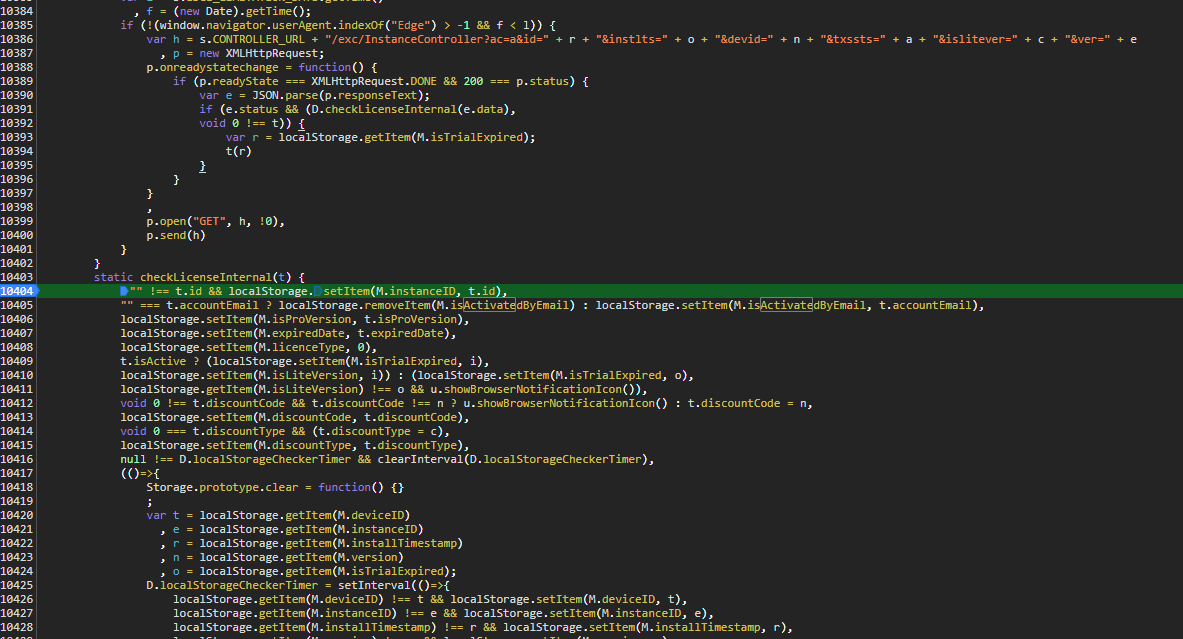 10384 , f = (new Date).getTime();
10385 if (!(window.navigator.userAgent.indexOf("Edge") > -1 && f < l)) {
10386 var h = s.CONTROLLER_URL + "/exc/InstanceController?ac=a&id=" + r + "&instlts=" + o + "&devid=" + n + "&txssts=" + a + "&islitever=" + c + "&ver=" + e
10387 , p = new XMLHttpRequest;
10388 p.onreadystatechange = function() {
10389 if (p.readyState === XMLHttpRequest.DONE && 200 === p.status) {
10390 var e = JSON.parse(p.responseText);
10391 if (e.status && (D.checkLicenseInternal(e.data),
10392 void 0 !== t)) {
10393 var r = localStorage.getItem(M.isTrialExpired);
10394 t(r)
10395 }
10396 }
10397 }
10398 ,
10399 p.open("GET", h, !0),
10400 p.send(h)
10401 }
10402 }
10403 static checkLicenseInternal(t) {
10404 "" !== t.id && localStorage.setItem(M.instanceID, t.id),
10405 "" === t.accountEmail ? localStorage.removeItem(M.isActivatedByEmail) : localStorage.setItem(M.isActivatedByEmail, t.accountEmail),
10406 localStorage.setItem(M.isProVersion, t.isProVersion),
10407 localStorage.setItem(M.expiredDate, t.expiredDate),
10408 localStorage.setItem(M.licenceType, 0),
10409 t.isActive ? (localStorage.setItem(M.isTrialExpired, i),
10410 localStorage.setItem(M.isLiteVersion, i)) : (localStorage.setItem(M.isTrialExpired, o),
10411 localStorage.getItem(M.isLiteVersion) !== o && u.showBrowserNotificationIcon()),
10412 void 0 !== t.discountCode && t.discountCode !== n ? u.showBrowserNotificationIcon() : t.discountCode = n,
10413 localStorage.setItem(M.discountCode, t.discountCode),
10414 void 0 === t.discountType && (t.discountType = c),
10415 localStorage.setItem(M.discountType, t.discountType),
10416 null !== D.localStorageCheckerTimer && clearInterval(D.localStorageCheckerTimer),
10417 (()=>{
10418 Storage.prototype.clear = function() {}
10419 ;
10420 var t = localStorage.getItem(M.deviceID)
10421 , e = localStorage.getItem(M.instanceID)
10422 , r = localStorage.getItem(M.installTimestamp)
10423 , n = localStorage.getItem(M.version)
10424 , o = localStorage.getItem(M.isTrialExpired);
10425 D.localStorageCheckerTimer = setInterval(()=>{
10426 localStorage.getItem(M.deviceID) !== t && localStorage.setItem(M.deviceID, t),
10427 localStorage.getItem(M.instanceID) !== e && localStorage.setItem(M.instanceID, e),
10428 localStorage.getItem(M.installTimestamp) !== r && localStorage.setItem(M.installTimestamp, r),